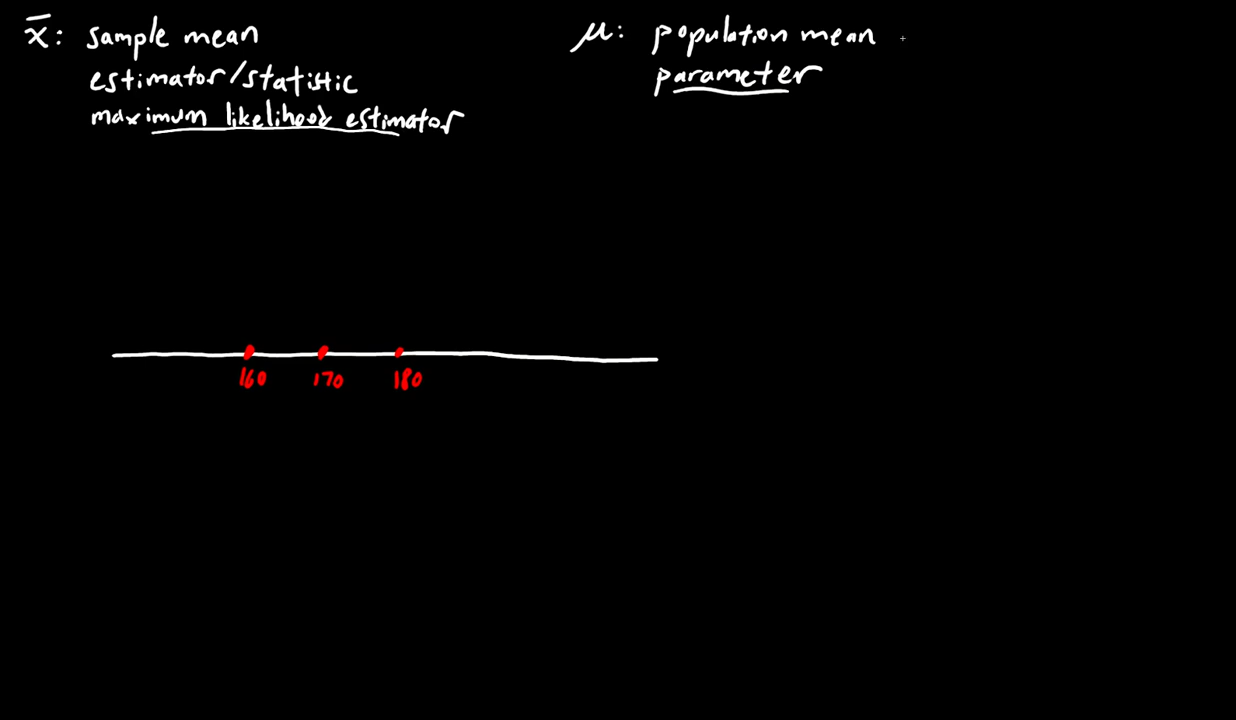 x̄: sample mean
estimator/statistic
maximum likelihood estimator
μ: population mean
parameter
160 170 180